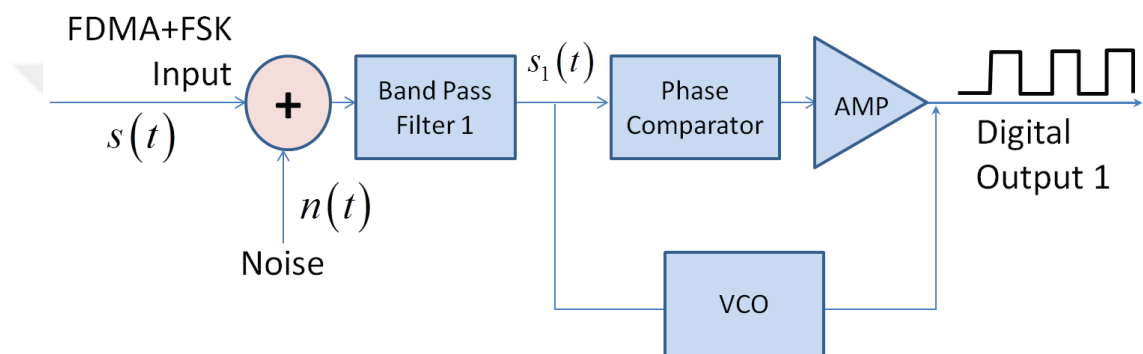 FDMA+FSK
Input
s(t)
+
n(t)
Noise
Band Pass
Filter 1
s₁(t)
Phase
Comparator
AMP
VCO
Digital
Output 1